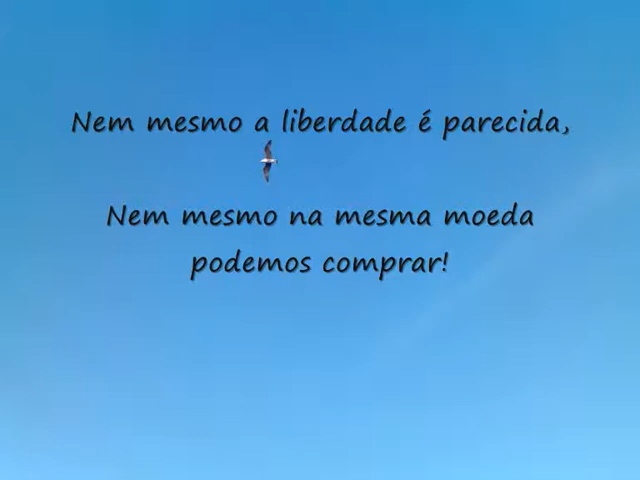 Nem mesmo a liberdade é parecida,
Nem mesmo na mesma moeda
podemos comprar!